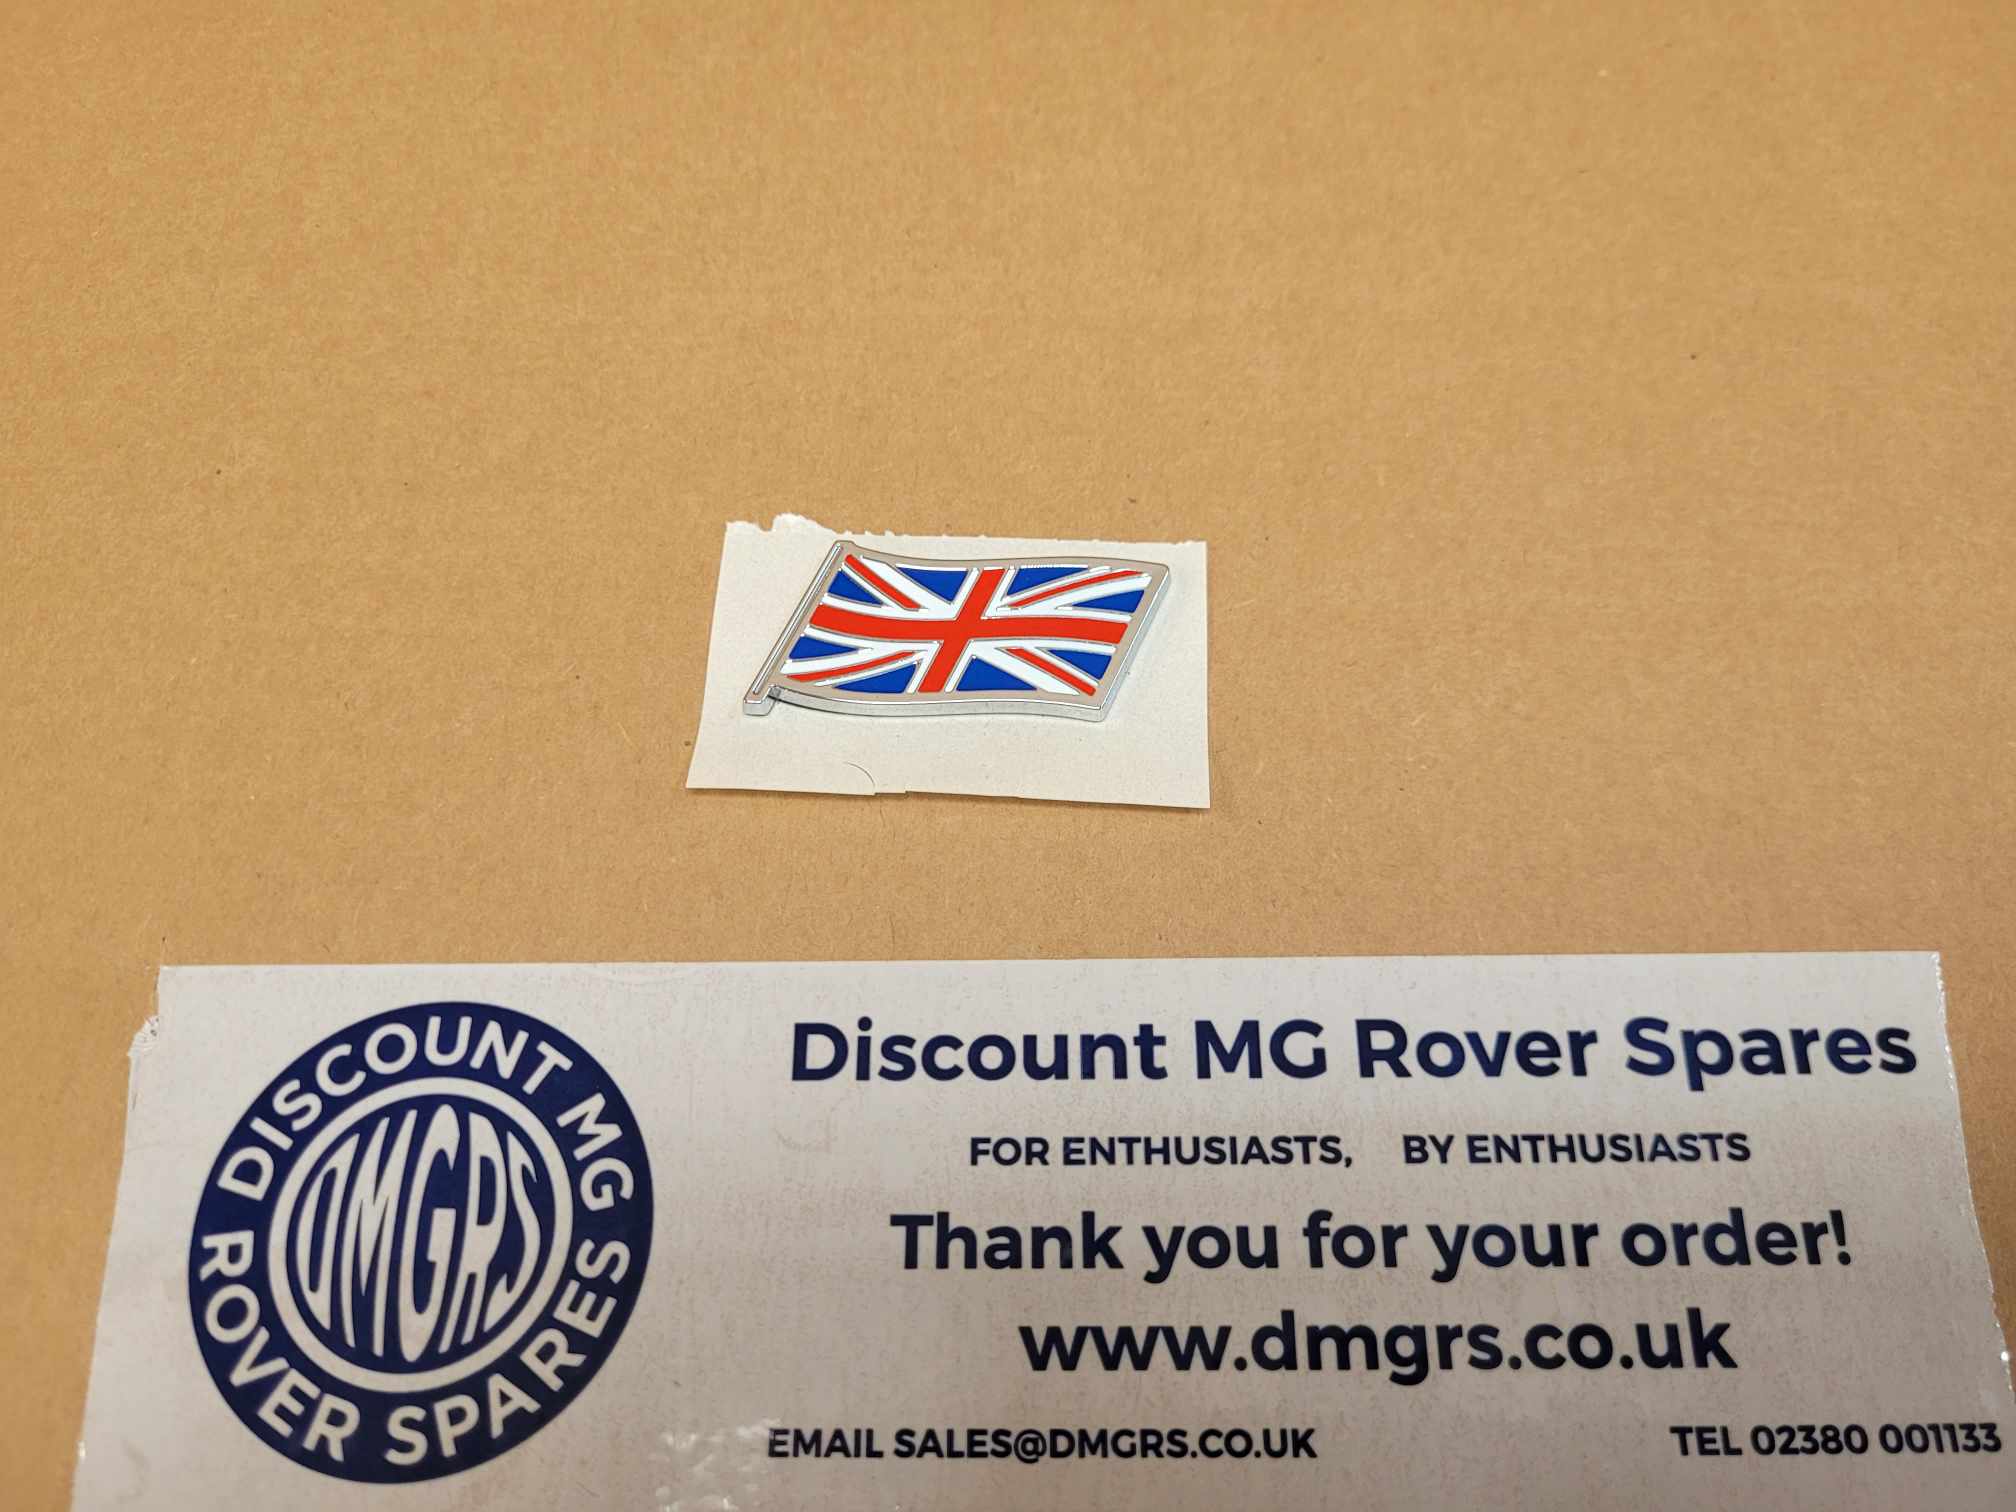 DISCOUNT MG
ROVER SPARES
DMGRS
Discount MG Rover Spares
FOR ENTHUSIASTS, BY ENTHUSIASTS
Thank you for your order!
www.dmgrs.co.uk
EMAIL SALES@DMGRS.CO.UK TEL 02380 001133